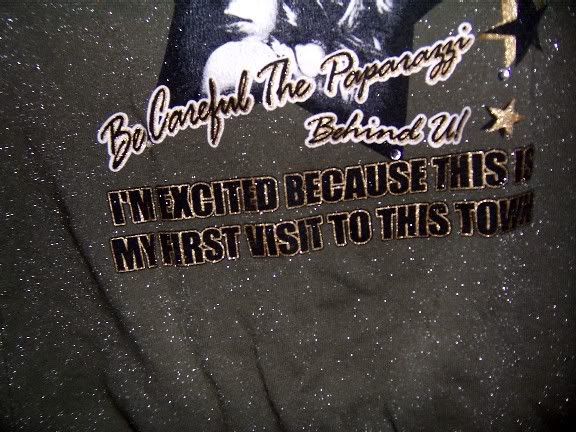 Be Careful The Paparazzi
Behind U!
I'M EXCITED BECAUSE THIS IS
MY FIRST VISIT TO THIS TOWN